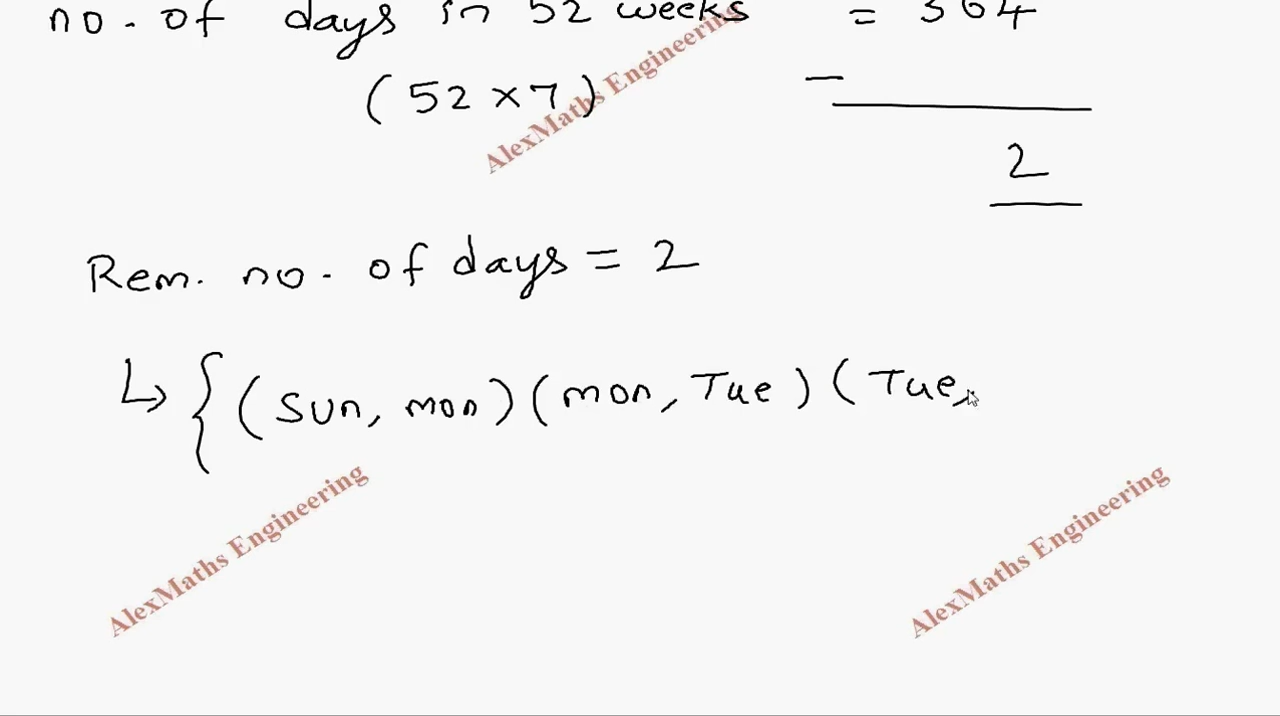 no. of days in 52 weeks = 364
(52 × 7) –
AlexMaths Engineering
2
Rem. no. of days = 2
↳ { (Sun, mon) (mon, Tue) (Tue,
AlexMaths Engineering
AlexMaths Engineering